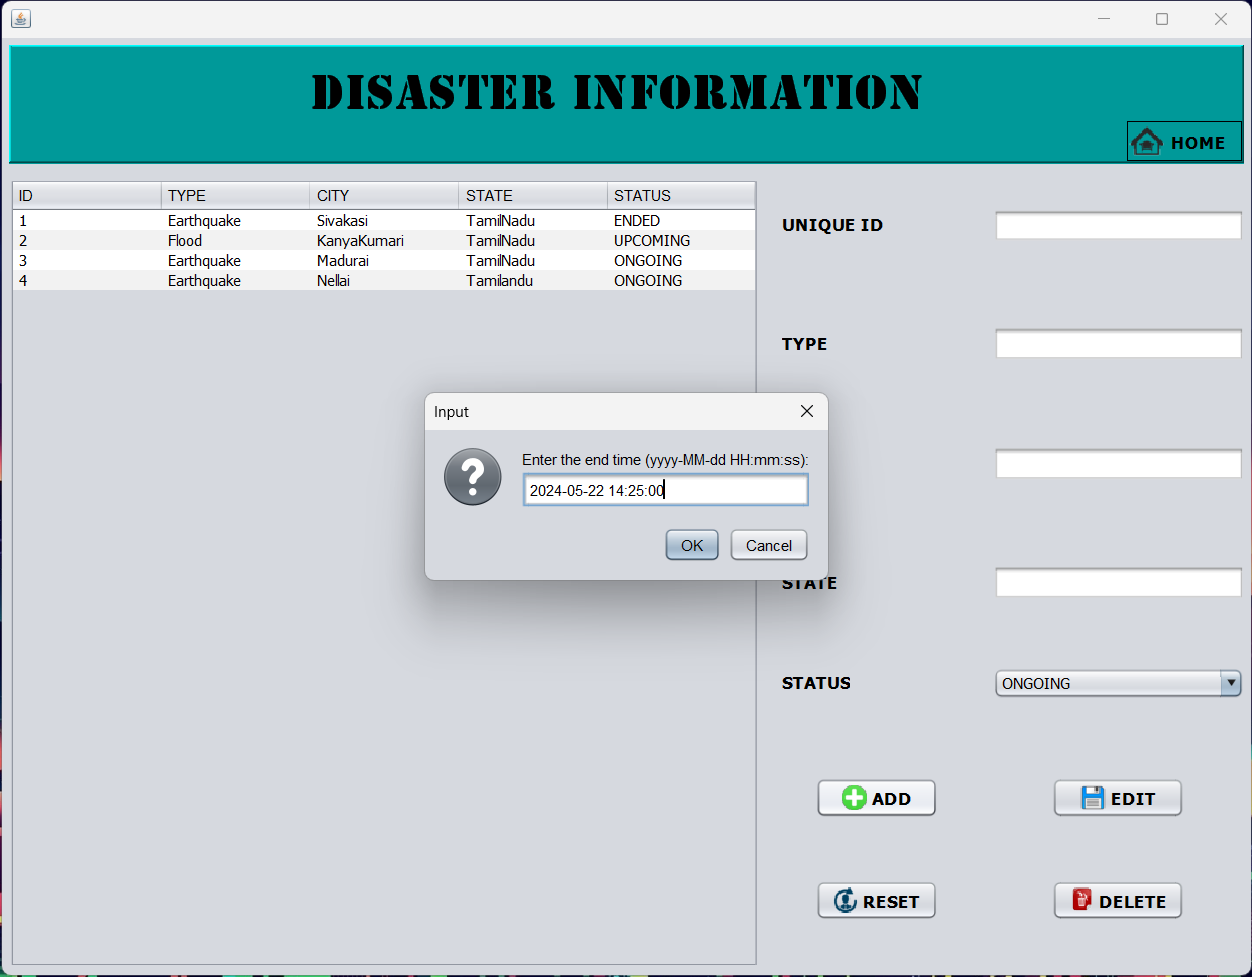 DISASTER INFORMATION
HOME
ID TYPE CITY STATE STATUS
1 Earthquake Sivakasi TamilNadu ENDED
2 Flood KanyaKumari TamilNadu UPCOMING
3 Earthquake Madurai TamilNadu ONGOING
4 Earthquake Nellai Tamilandu ONGOING
UNIQUE ID
TYPE
Input
Enter the end time (yyyy-MM-dd HH:mm:ss):
2024-05-22 14:25:00
OK Cancel
STATE
STATUS ONGOING
ADD EDIT
RESET DELETE